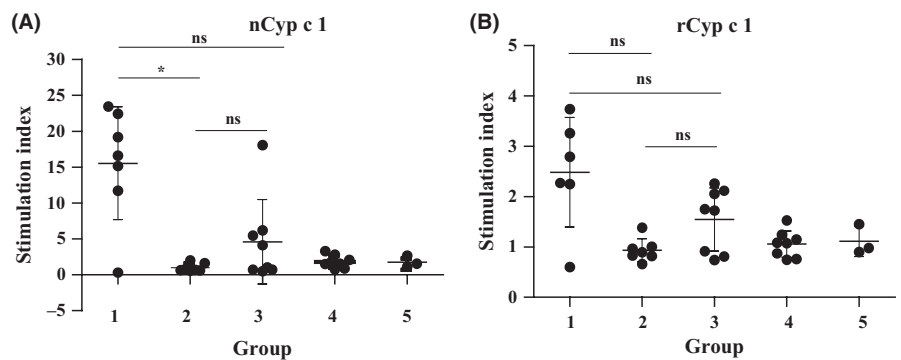 (A)
nCyp c 1
ns
*
ns
30
25
20
15
10
5
0
–5
Stimulation index
1 2 3 4 5
Group
(B)
rCyp c 1
ns
ns
ns
5
4
3
2
1
0
Stimulation index
1 2 3 4 5
Group